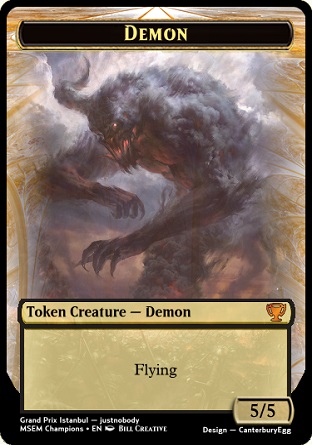 Demon
Token Creature — Demon
Flying
5/5
Grand Prix Istanbul — justnobody
MSEM Champions • EN Bill Creative
Design — CanterburyEgg